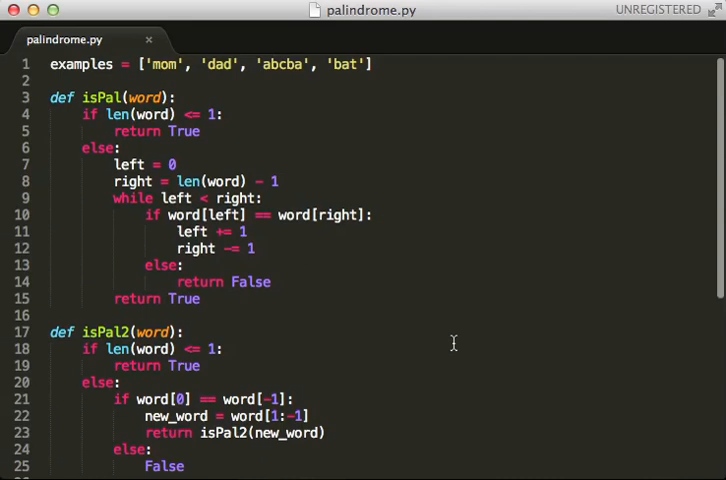 palindrome.py
UNREGISTERED
palindrome.py ×
1 examples = ['mom', 'dad', 'abcba', 'bat']
2
3 def isPal(word):
4     if len(word) <= 1:
5         return True
6     else:
7         left = 0
8         right = len(word) - 1
9         while left < right:
10             if word[left] == word[right]:
11                 left += 1
12                 right -= 1
13             else:
14                 return False
15         return True
16
17 def isPal2(word):
18     if len(word) <= 1:
19         return True
20     else:
21         if word[0] == word[-1]:
22             new_word = word[1:-1]
23             return isPal2(new_word)
24         else:
25             False